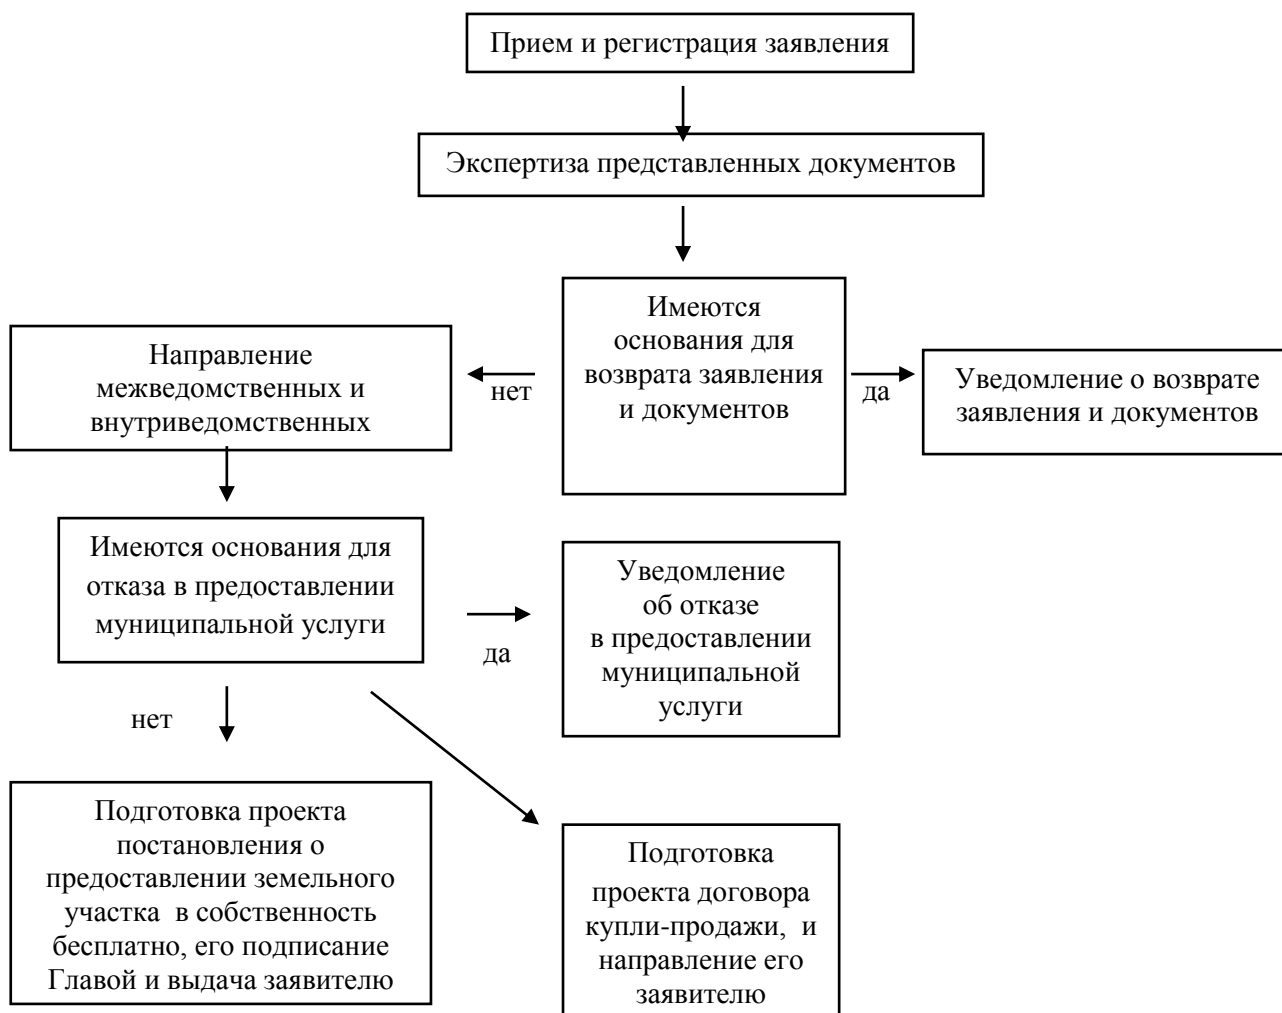 Прием и регистрация заявления
Экспертиза представленных документов
Имеются
основания для
возврата заявления
и документов
Направление
межведомственных и
внутриведомственных
нет
да
Уведомление о возврате
заявления и документов
Имеются основания для
отказа в предоставлении
муниципальной услуги
да
Уведомление
об отказе
в предоставлении
муниципальной
услуги
нет
Подготовка проекта
постановления о
предоставлении земельного
участка в собственность
бесплатно, его подписание
Главой и выдача заявителю
Подготовка
проекта договора
купли-продажи, и
направление его
заявителю